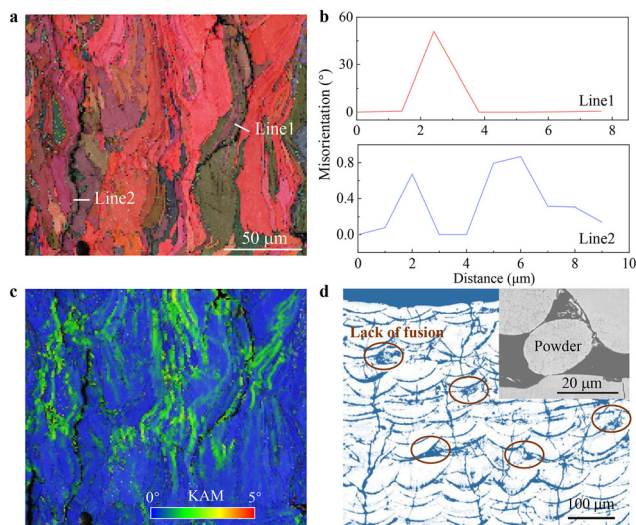 a
Line1
Line2
50 μm
b
Misorientation (°)
60
30
0
0 2 4 6 8
Line1
0.8
0.4
0.0
0 2 4 6 8 10
Line2
Distance (μm)
c
0° KAM 5°
d
Lack of fusion
Powder
20 μm
100 μm